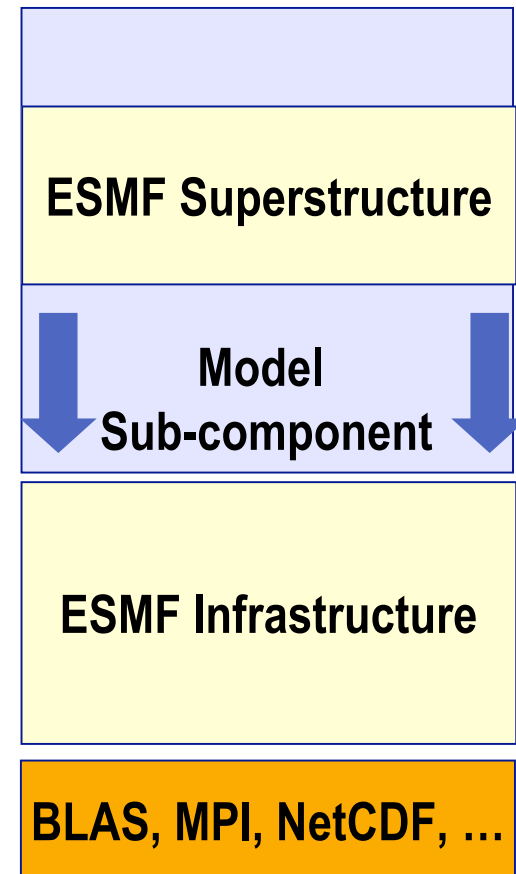 ESMF Superstructure
Model
Sub-component
ESMF Infrastructure
BLAS, MPI, NetCDF, …